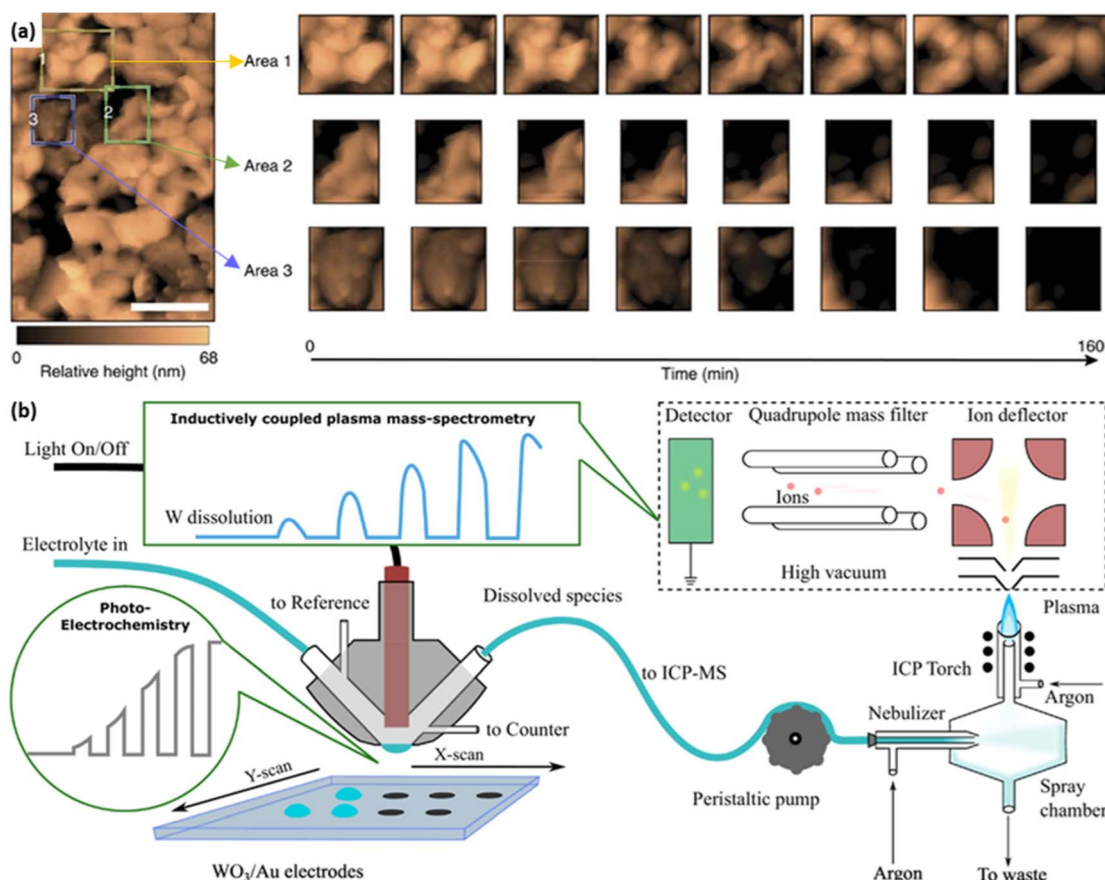 (a)
1
2
3
Area 1
Area 2
Area 3
0
68
Relative height (nm)
0
160
Time (min)
(b)
Inductively coupled plasma mass-spectrometry
Light On/Off
W dissolution
Electrolyte in
Photo-
Electrochemistry
to Reference
Dissolved species
to ICP-MS
to Counter
X-scan
Y-scan
WO₃/Au electrodes
Peristaltic pump
Detector
Quadrupole mass filter
Ion deflector
Ions
High vacuum
Plasma
ICP Torch
Argon
Nebulizer
Spray
chamber
Argon
To waste